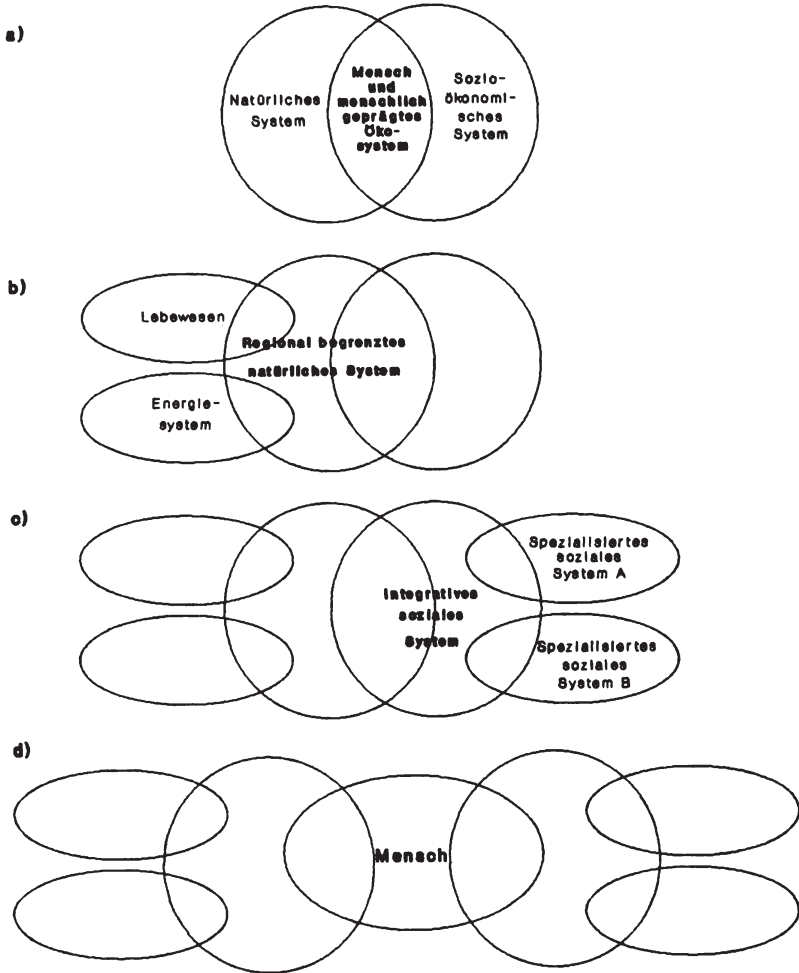 a)
Natürliches
System
Mensch
und
menschlich
geprägtes
Öko-
system
Sozio-
ökonomi-
sches
System
b)
Lebewesen
Regional begrenztes
natürliches System
Energie-
system
c)
Integratives
soziales
System
Spezialisiertes
soziales
System A
Spezialisiertes
soziales
System B
d)
Mensch